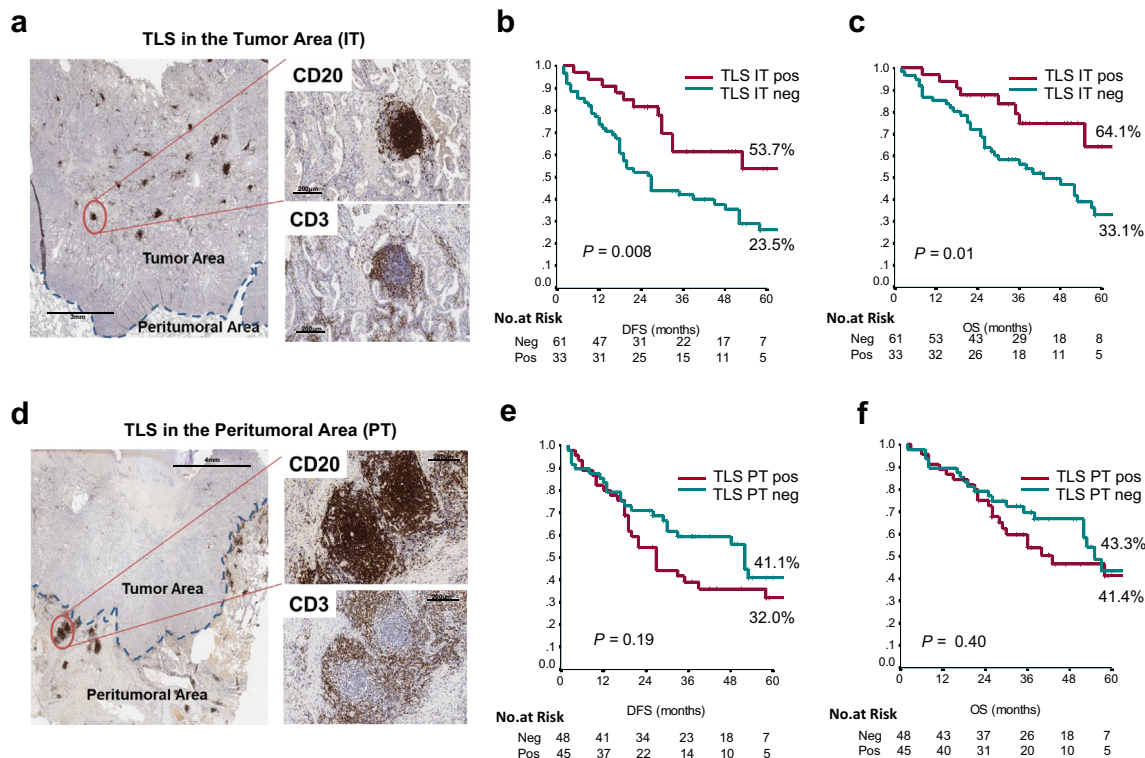 a
TLS in the Tumor Area (IT)
CD20
200µm
CD3
200µm
Tumor Area
3mm
Peritumoral Area
b
1.0
.9
.8
.7
.6
.5
.4
.3
.2
.1
0.0
TLS IT pos
TLS IT neg
53.7%
23.5%
P = 0.008
0 12 24 36 48 60
DFS (months)
No.at Risk
Neg 61 47 31 22 17 7
Pos 33 31 25 15 11 5
c
1.0
.9
.8
.7
.6
.5
.4
.3
.2
.1
0.0
TLS IT pos
TLS IT neg
64.1%
33.1%
P = 0.01
0 12 24 36 48 60
OS (months)
No.at Risk
Neg 61 53 43 29 18 8
Pos 33 32 26 18 11 5
d
TLS in the Peritumoral Area (PT)
4mm
CD20
CD3
Tumor Area
Peritumoral Area
e
1.0
.9
.8
.7
.6
.5
.4
.3
.2
.1
0.0
TLS PT pos
TLS PT neg
41.1%
32.0%
P = 0.19
0 12 24 36 48 60
DFS (months)
No.at Risk
Neg 48 41 34 23 18 7
Pos 45 37 22 14 10 5
f
1.0
.9
.8
.7
.6
.5
.4
.3
.2
.1
0.0
TLS PT pos
TLS PT neg
43.3%
41.4%
P = 0.40
0 12 24 36 48 60
OS (months)
No.at Risk
Neg 48 43 37 26 18 7
Pos 45 40 31 20 10 5